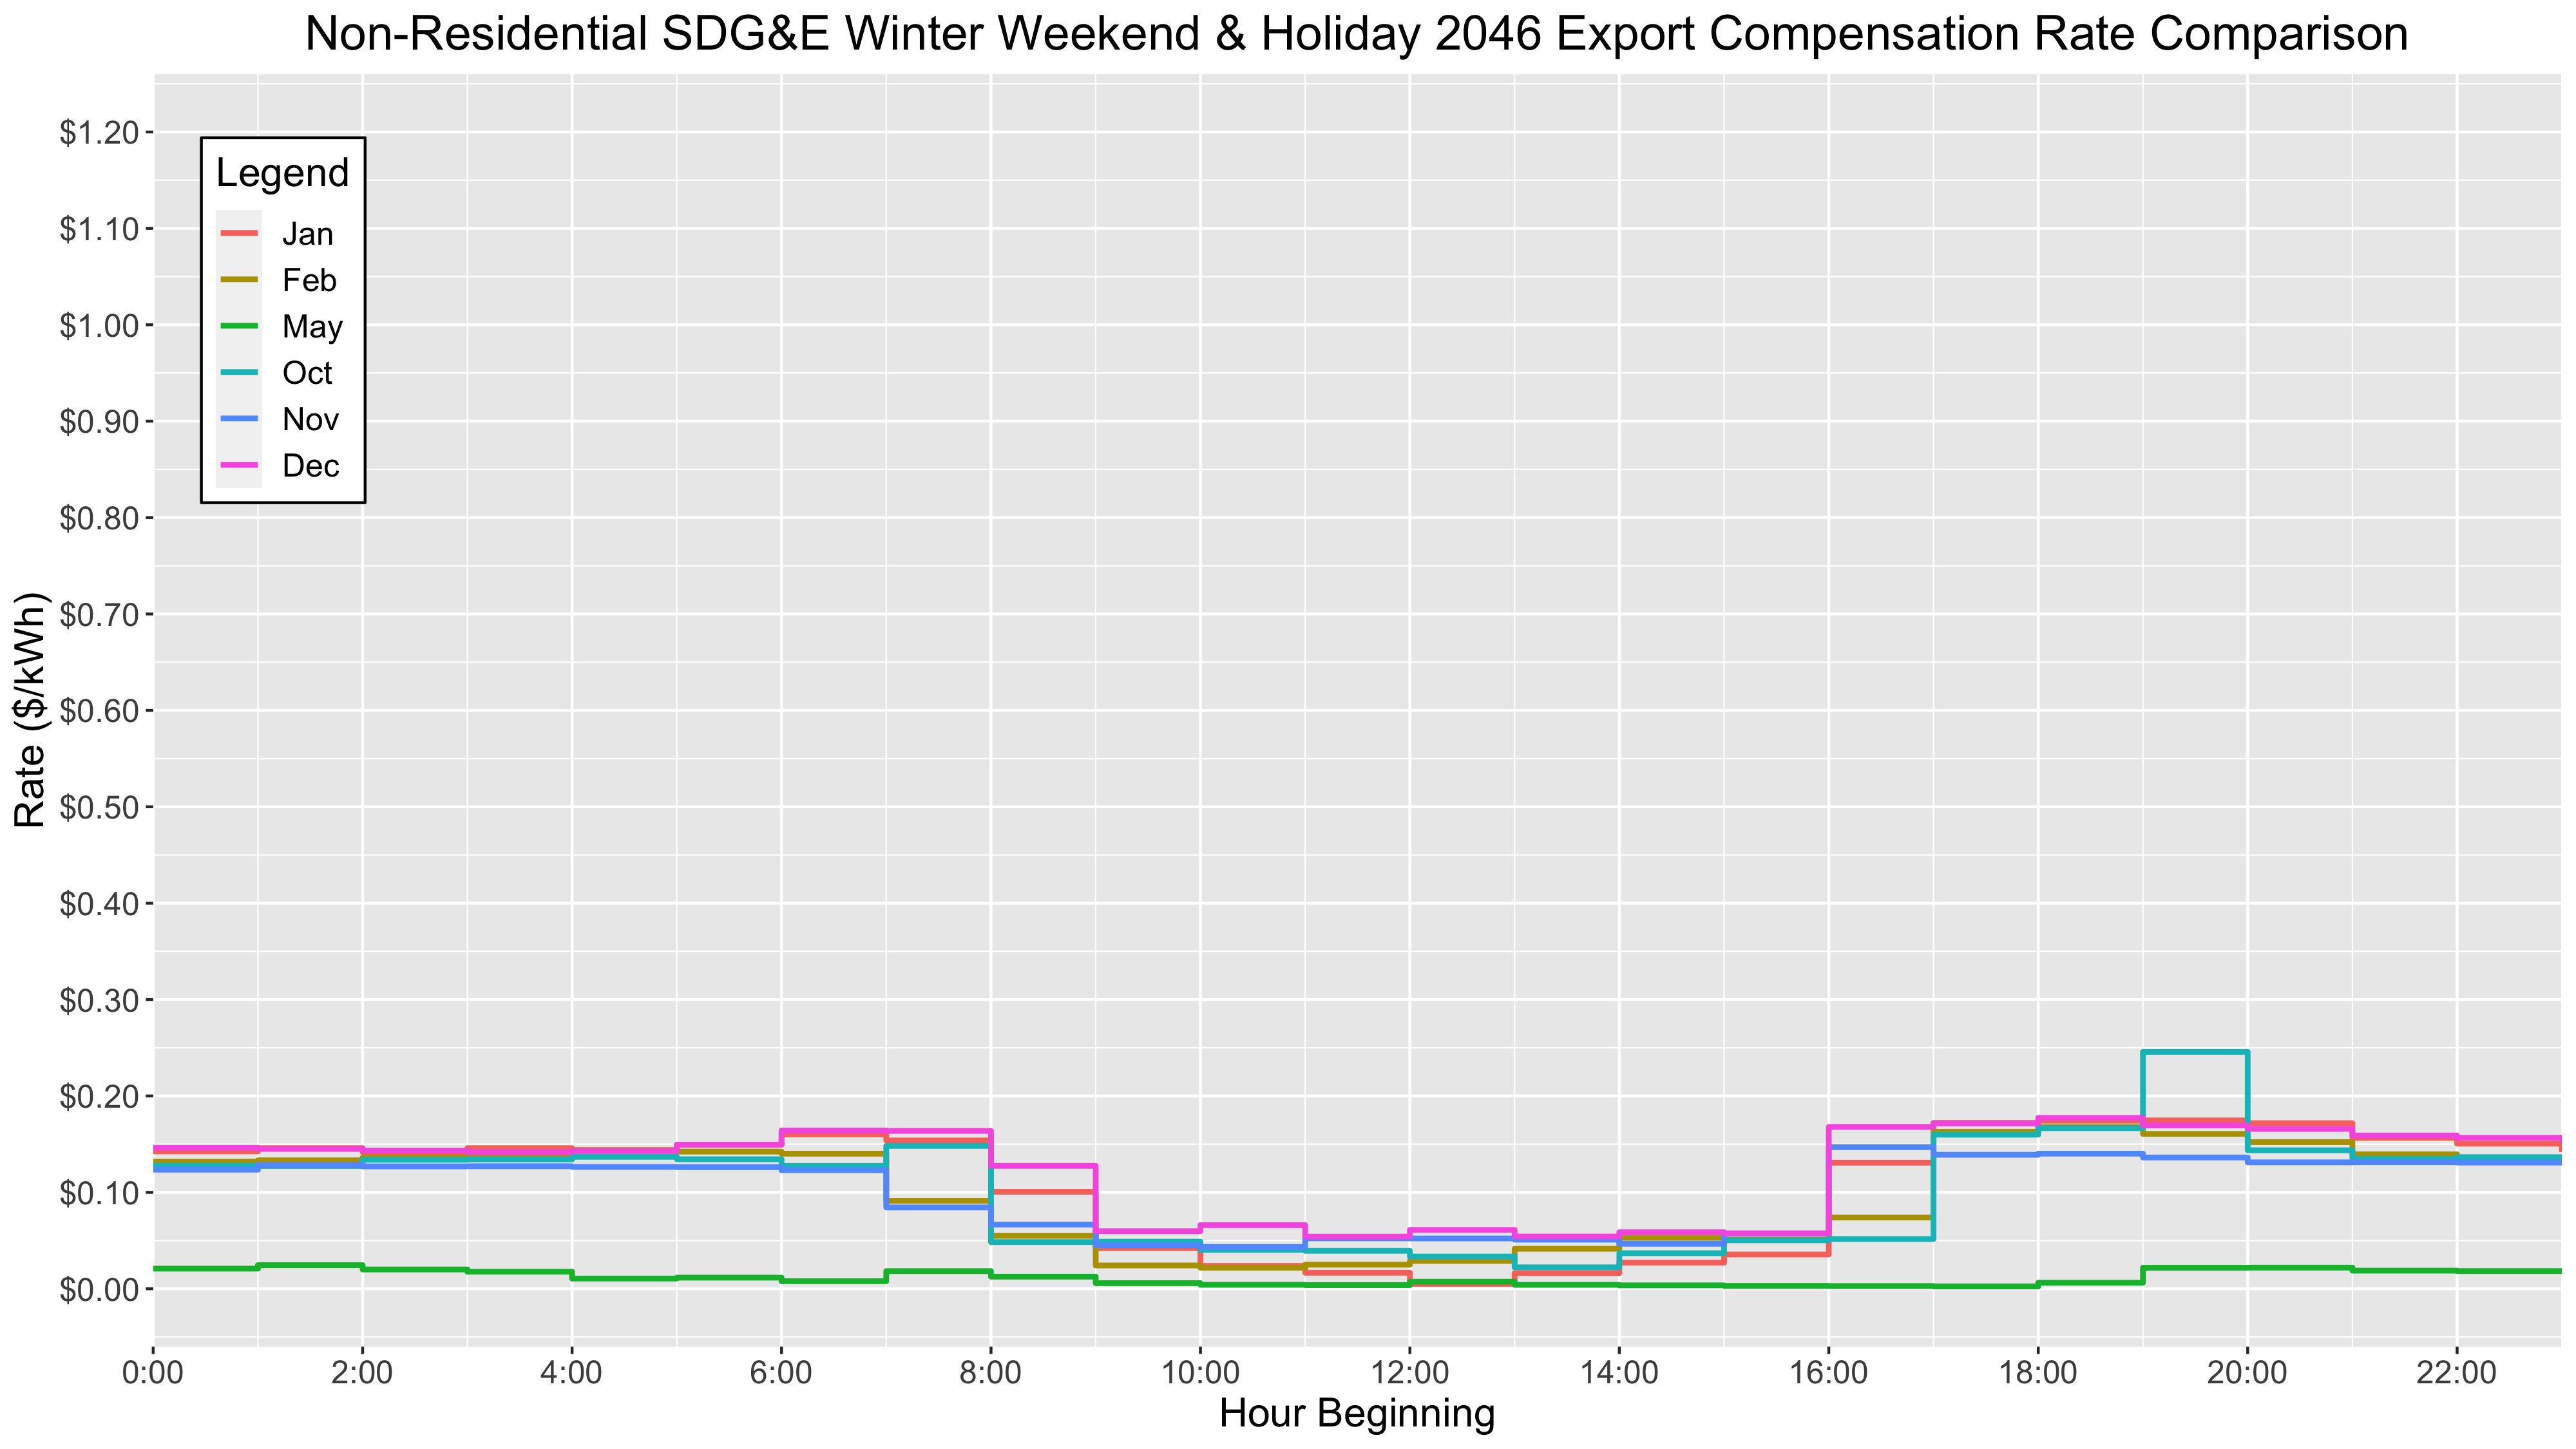 Non-Residential SDG&E Winter Weekend & Holiday 2046 Export Compensation Rate Comparison
Rate ($/kWh)
$1.20
$1.10
$1.00
$0.90
$0.80
$0.70
$0.60
$0.50
$0.40
$0.30
$0.20
$0.10
$0.00
Legend
Jan
Feb
May
Oct
Nov
Dec
0:00 2:00 4:00 6:00 8:00 10:00 12:00 14:00 16:00 18:00 20:00 22:00
Hour Beginning